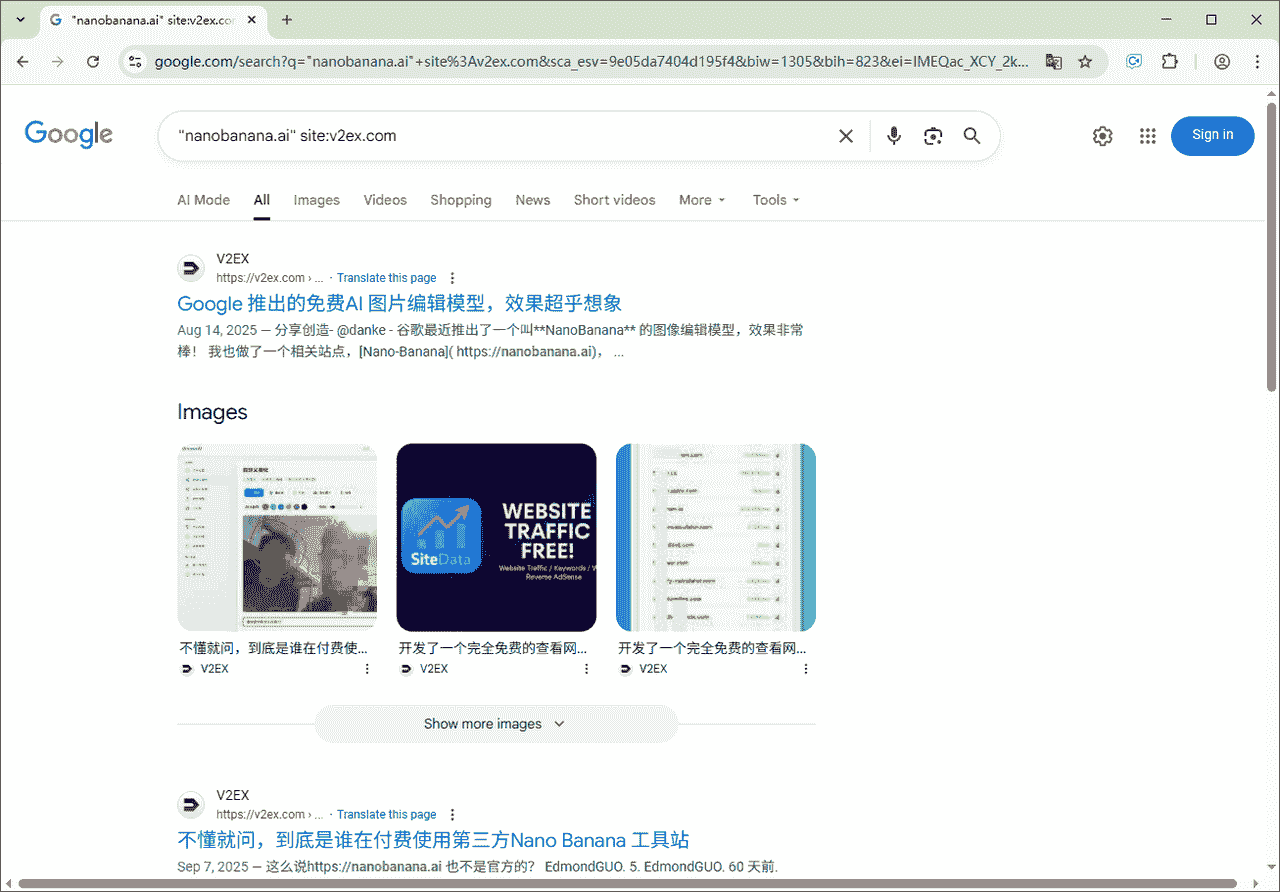 "nanobanana.ai" site:v2ex.co
google.com/search?q="nanobanana.ai"+site%3Av2ex.com&sca_esv=9e05da7404d195f4&biw=1305&bih=823&ei=IMEQac_XCY_2k...
Google
"nanobanana.ai" site:v2ex.com
Sign in
AI Mode All Images Videos Shopping News Short videos More Tools
V2EX
https://v2ex.com › ... · Translate this page
Google 推出的免费AI 图片编辑模型，效果超乎想象
Aug 14, 2025 — 分享创造- @danke - 谷歌最近推出了一个叫**NanoBanana** 的图像编辑模型，效果非常
棒！ 我也做了一个相关站点，[Nano-Banana]( https://nanobanana.ai)， ...
Images
SiteData
WEBSITE
TRAFFIC
FREE!
Website Traffic / Keywords / W
Reverse AdSense
不懂就问，到底是谁在付费使...
V2EX
开发了一个完全免费的查看网...
V2EX
开发了一个完全免费的查看网...
V2EX
Show more images
V2EX
https://v2ex.com › ... · Translate this page
不懂就问，到底是谁在付费使用第三方Nano Banana 工具站
Sep 7, 2025 — 这么说https://nanobanana.ai 也不是官方的？ EdmondGUO. 5. EdmondGUO. 60 天前.